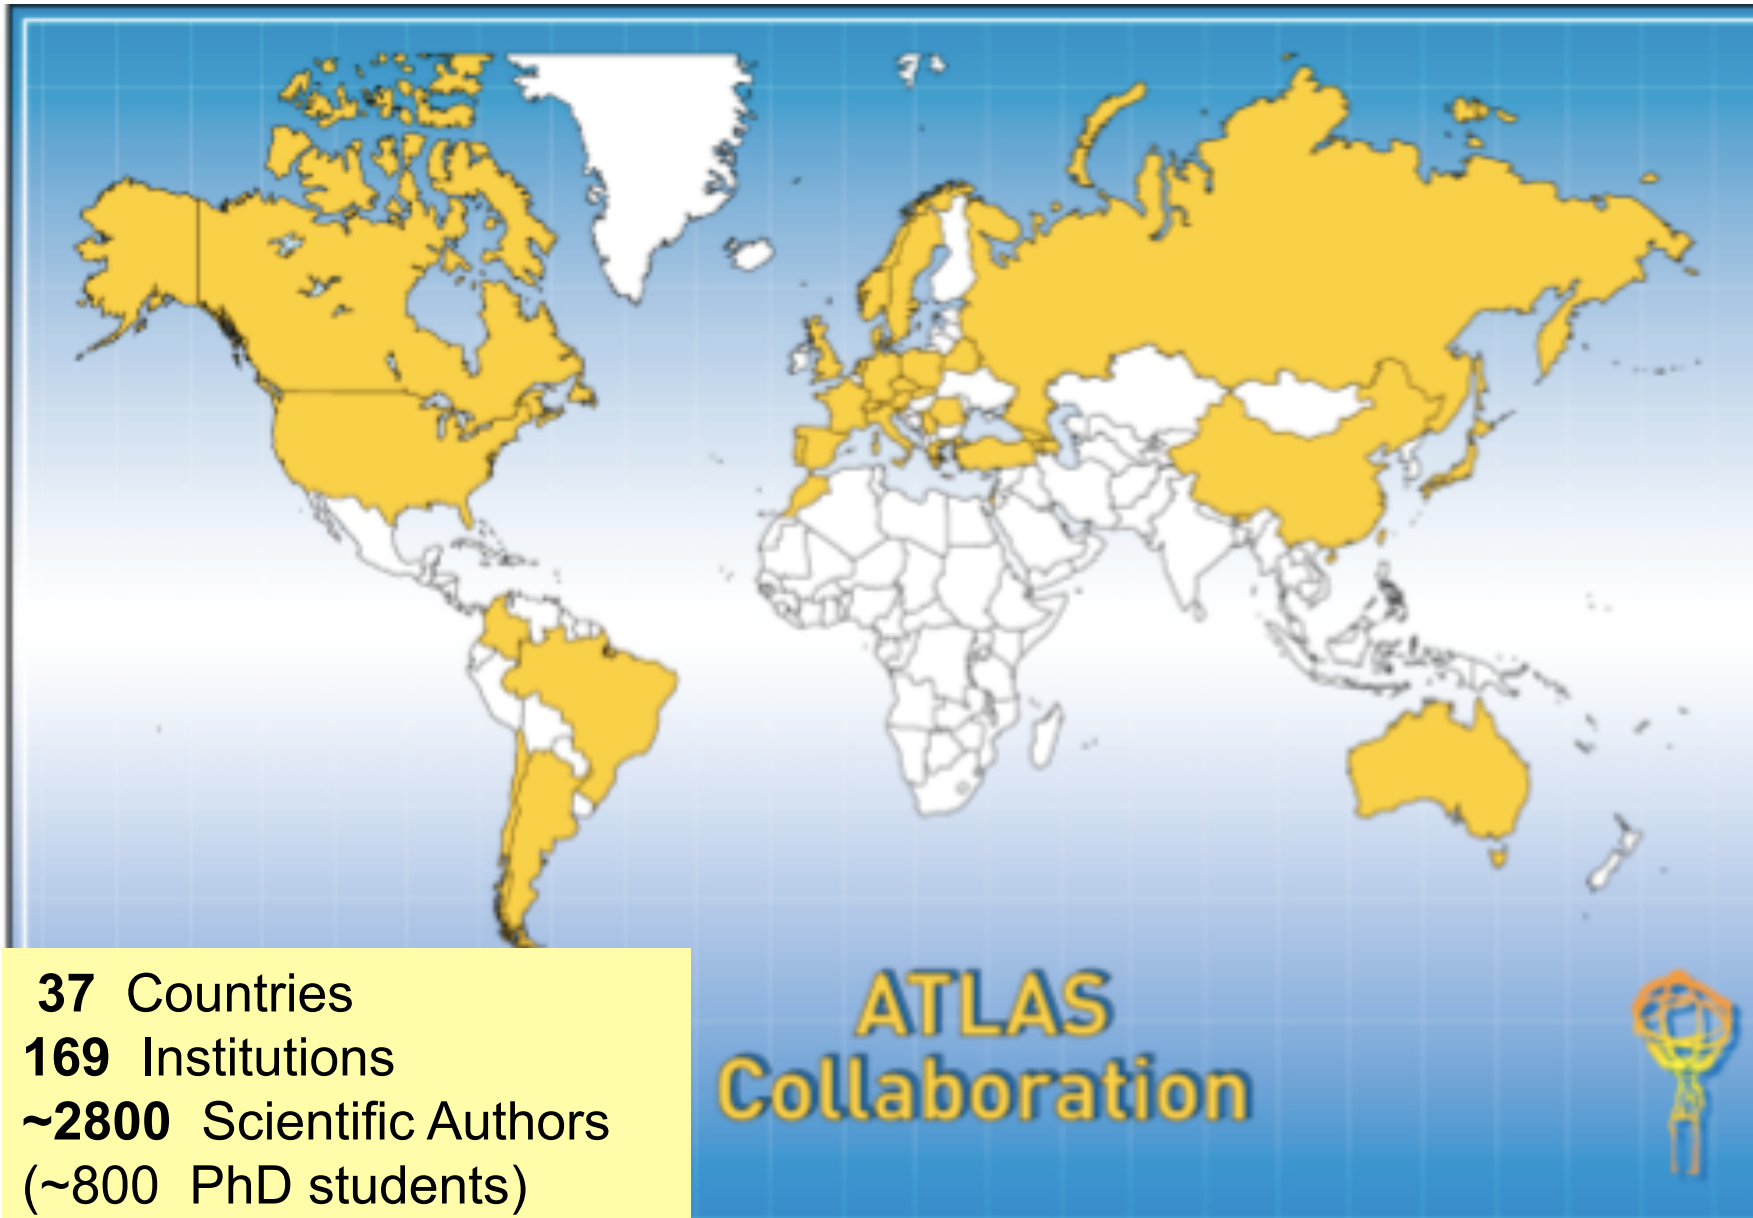 37 Countries
169 Institutions
~2800 Scientific Authors
(~800 PhD students)
ATLAS
Collaboration